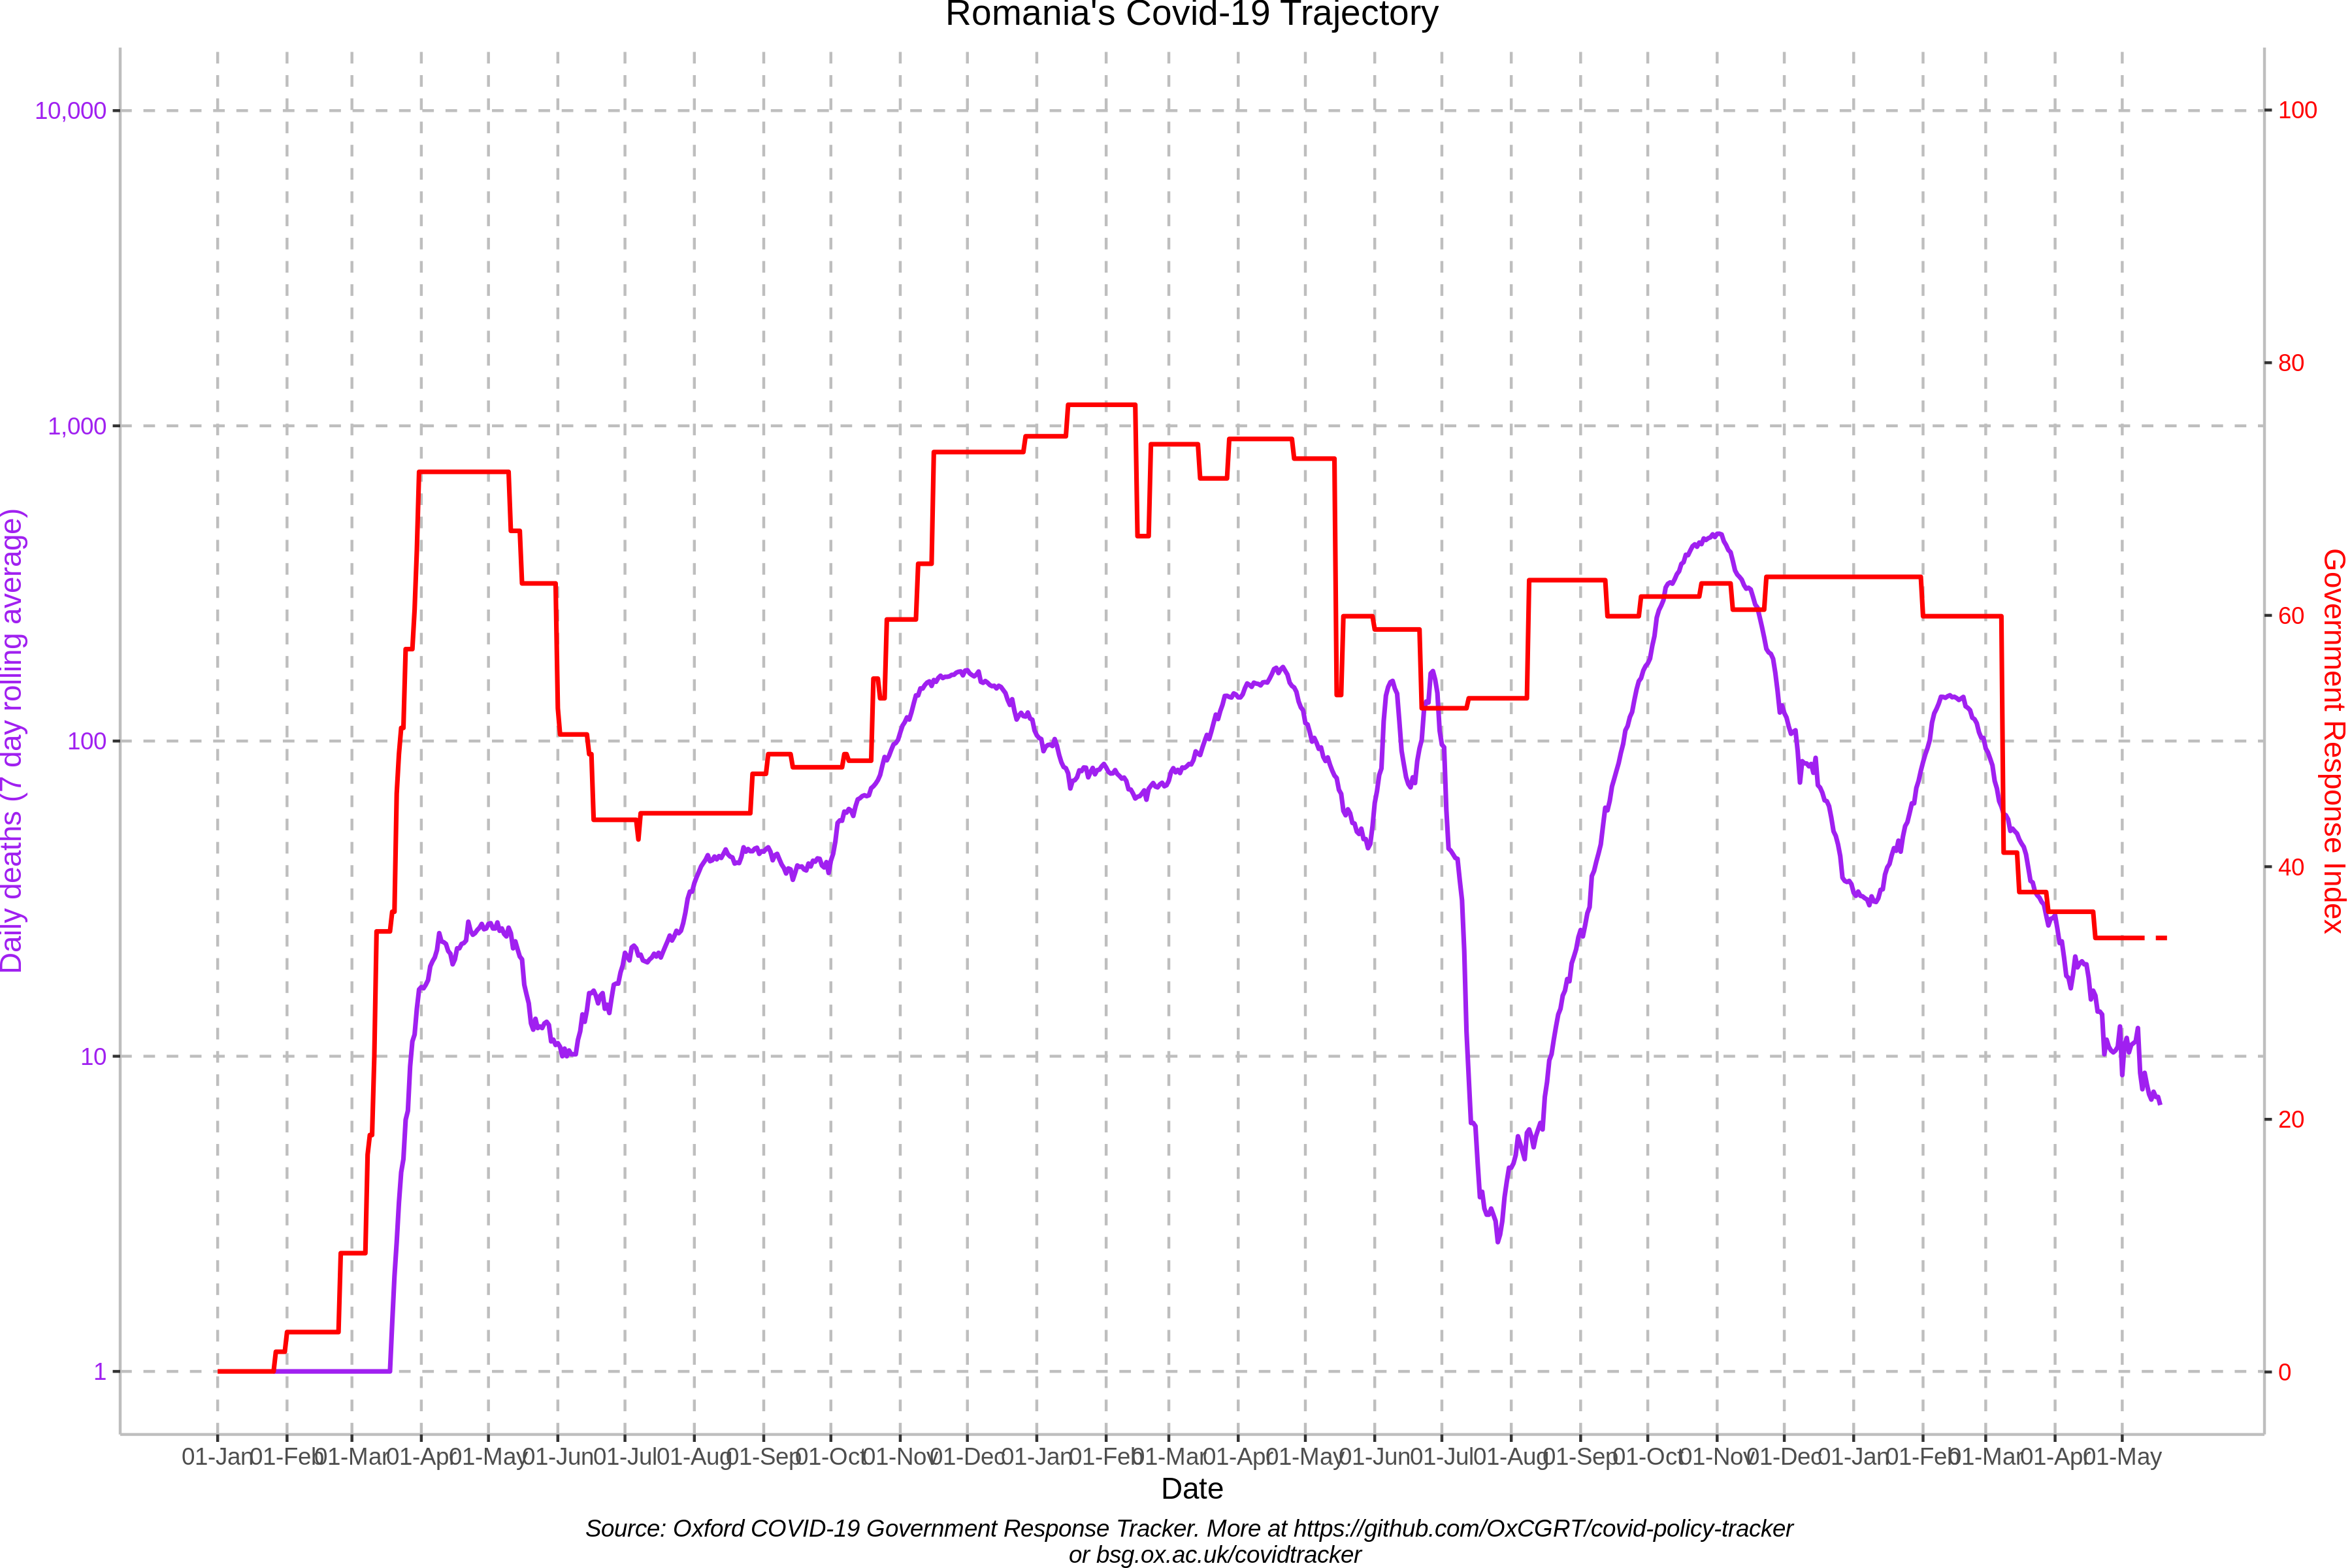 Romania's Covid-19 Trajectory
Daily deaths (7 day rolling average)
10,000
1,000
100
10
1
100
80
60
40
20
0
Government Response Index
01-Jan 01-Feb 01-Mar 01-Apr 01-May 01-Jun 01-Jul 01-Aug 01-Sep 01-Oct 01-Nov 01-Dec 01-Jan 01-Feb 01-Mar 01-Apr 01-May 01-Jun 01-Jul 01-Aug 01-Sep 01-Oct 01-Nov 01-Dec 01-Jan 01-Feb 01-Mar 01-Apr 01-May
Date
Source: Oxford COVID-19 Government Response Tracker. More at https://github.com/OxCGRT/covid-policy-tracker
or bsg.ox.ac.uk/covidtracker